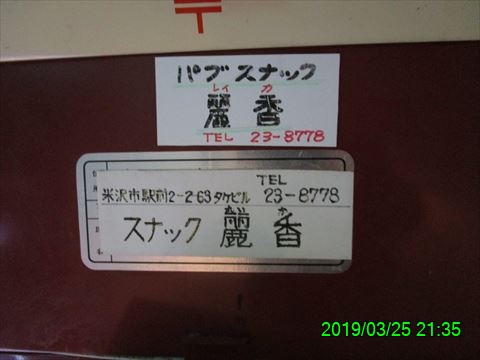 〒
パブ スナック
レイ カ
麗 香
TEL 23-8778
TEL
米沢市駅前2-2-63タケビル 23-8778
スナック 麗 香
2019/03/25 21:35